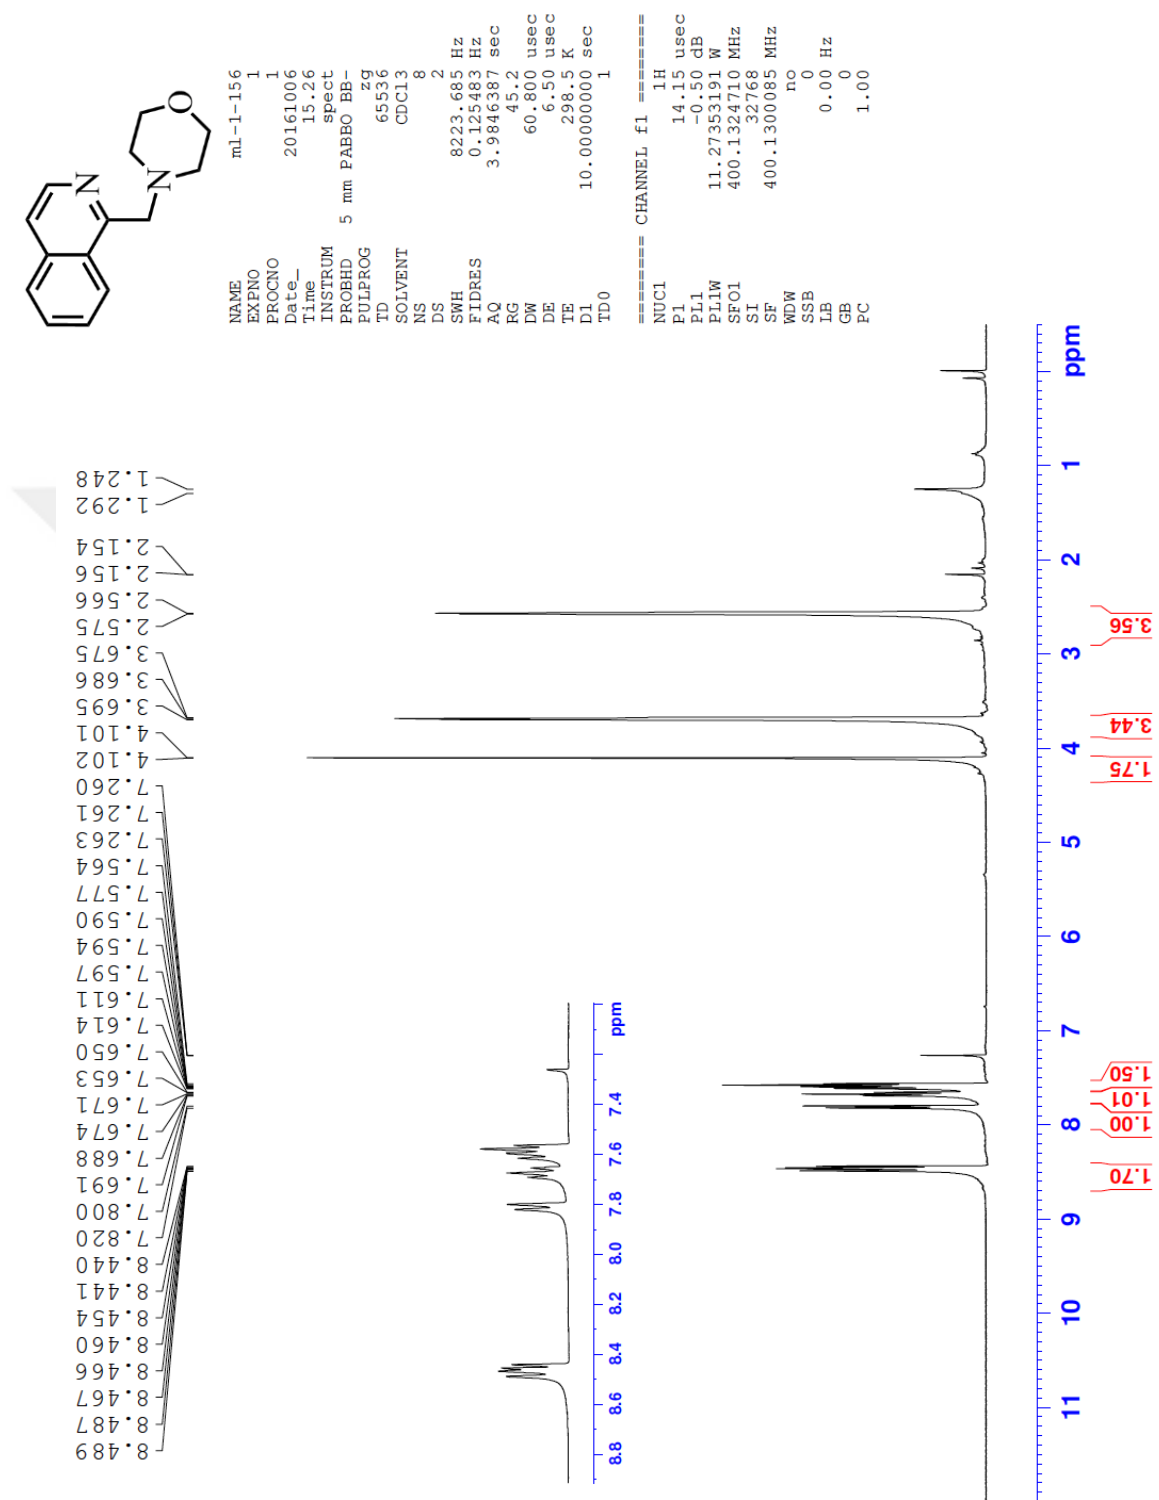 N
N
O
NAME ml-1-156
EXPNO 1
PROCNO 1
Date_ 20161006
Time 15.26
INSTRUM spect
PROBHD 5 mm PABBO BB-
PULPROG zg
TD 65536
SOLVENT CDCl3
NS 8
DS 2
SWH 8223.685 Hz
FIDRES 0.125483 Hz
AQ 3.9846387 sec
RG 45.2
DW 60.800 usec
DE 6.50 usec
TE 298.5 K
D1 10.00000000 sec
TD0 1
======== CHANNEL f1 ========
NUC1 1H
P1 14.15 usec
PL1 -0.50 dB
PL1W 11.27353191 W
SFO1 400.1324710 MHz
SI 32768
SF 400.1300085 MHz
WDW no
SSB 0
LB 0.00 Hz
GB 0
PC 1.00
8.489
8.487
8.467
8.466
8.460
8.454
8.441
8.440
7.820
7.800
7.691
7.688
7.674
7.671
7.653
7.650
7.614
7.611
7.597
7.594
7.590
7.577
7.564
7.263
7.261
7.260
4.102
4.101
3.695
3.686
3.675
2.575
2.566
2.156
2.154
1.292
1.248
8.8 8.6 8.4 8.2 8.0 7.8 7.6 7.4 ppm
11 10 9 8 7 6 5 4 3 2 1 ppm
1.70
1.00
1.01
1.50
1.75
3.44
3.56